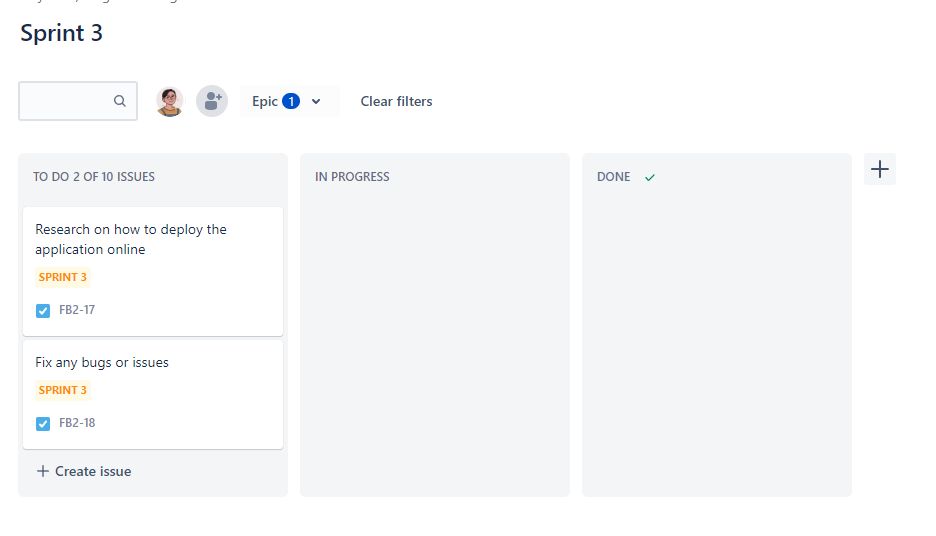 Sprint 3
Epic 1
Clear filters
TO DO 2 OF 10 ISSUES
Research on how to deploy the
application online
SPRINT 3
FB2-17
Fix any bugs or issues
SPRINT 3
FB2-18
+ Create issue
IN PROGRESS
DONE